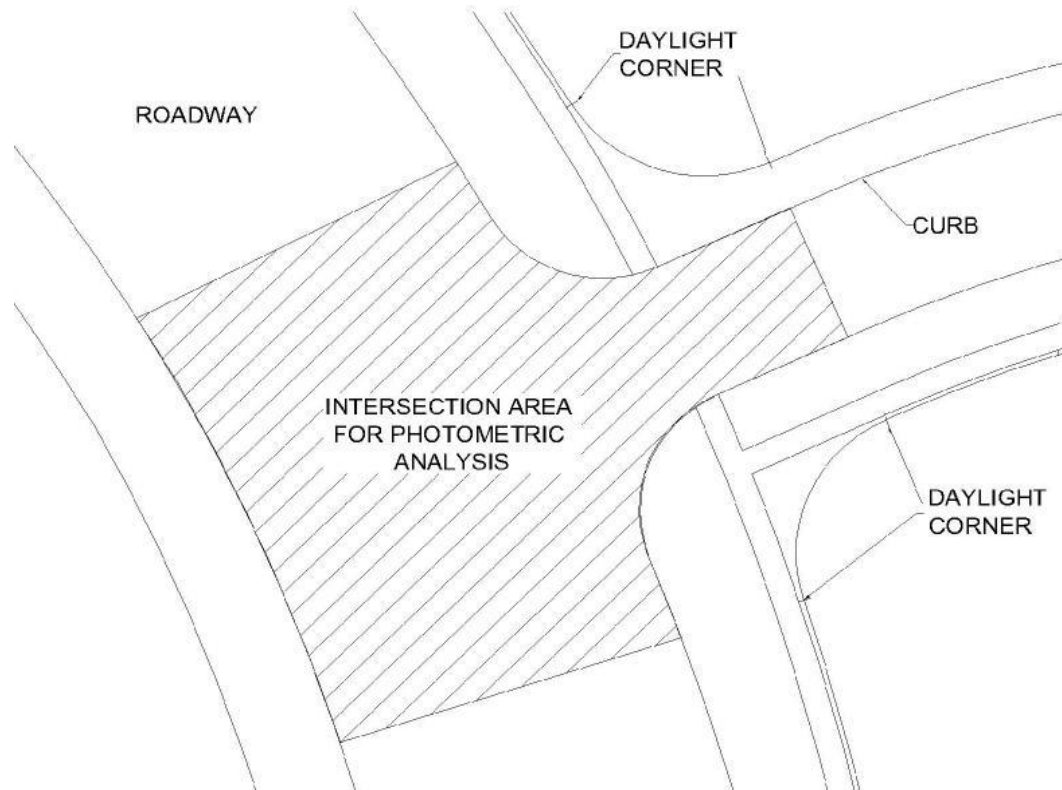 DAYLIGHT
CORNER
ROADWAY
CURB
INTERSECTION AREA
FOR PHOTOMETRIC
ANALYSIS
DAYLIGHT
CORNER